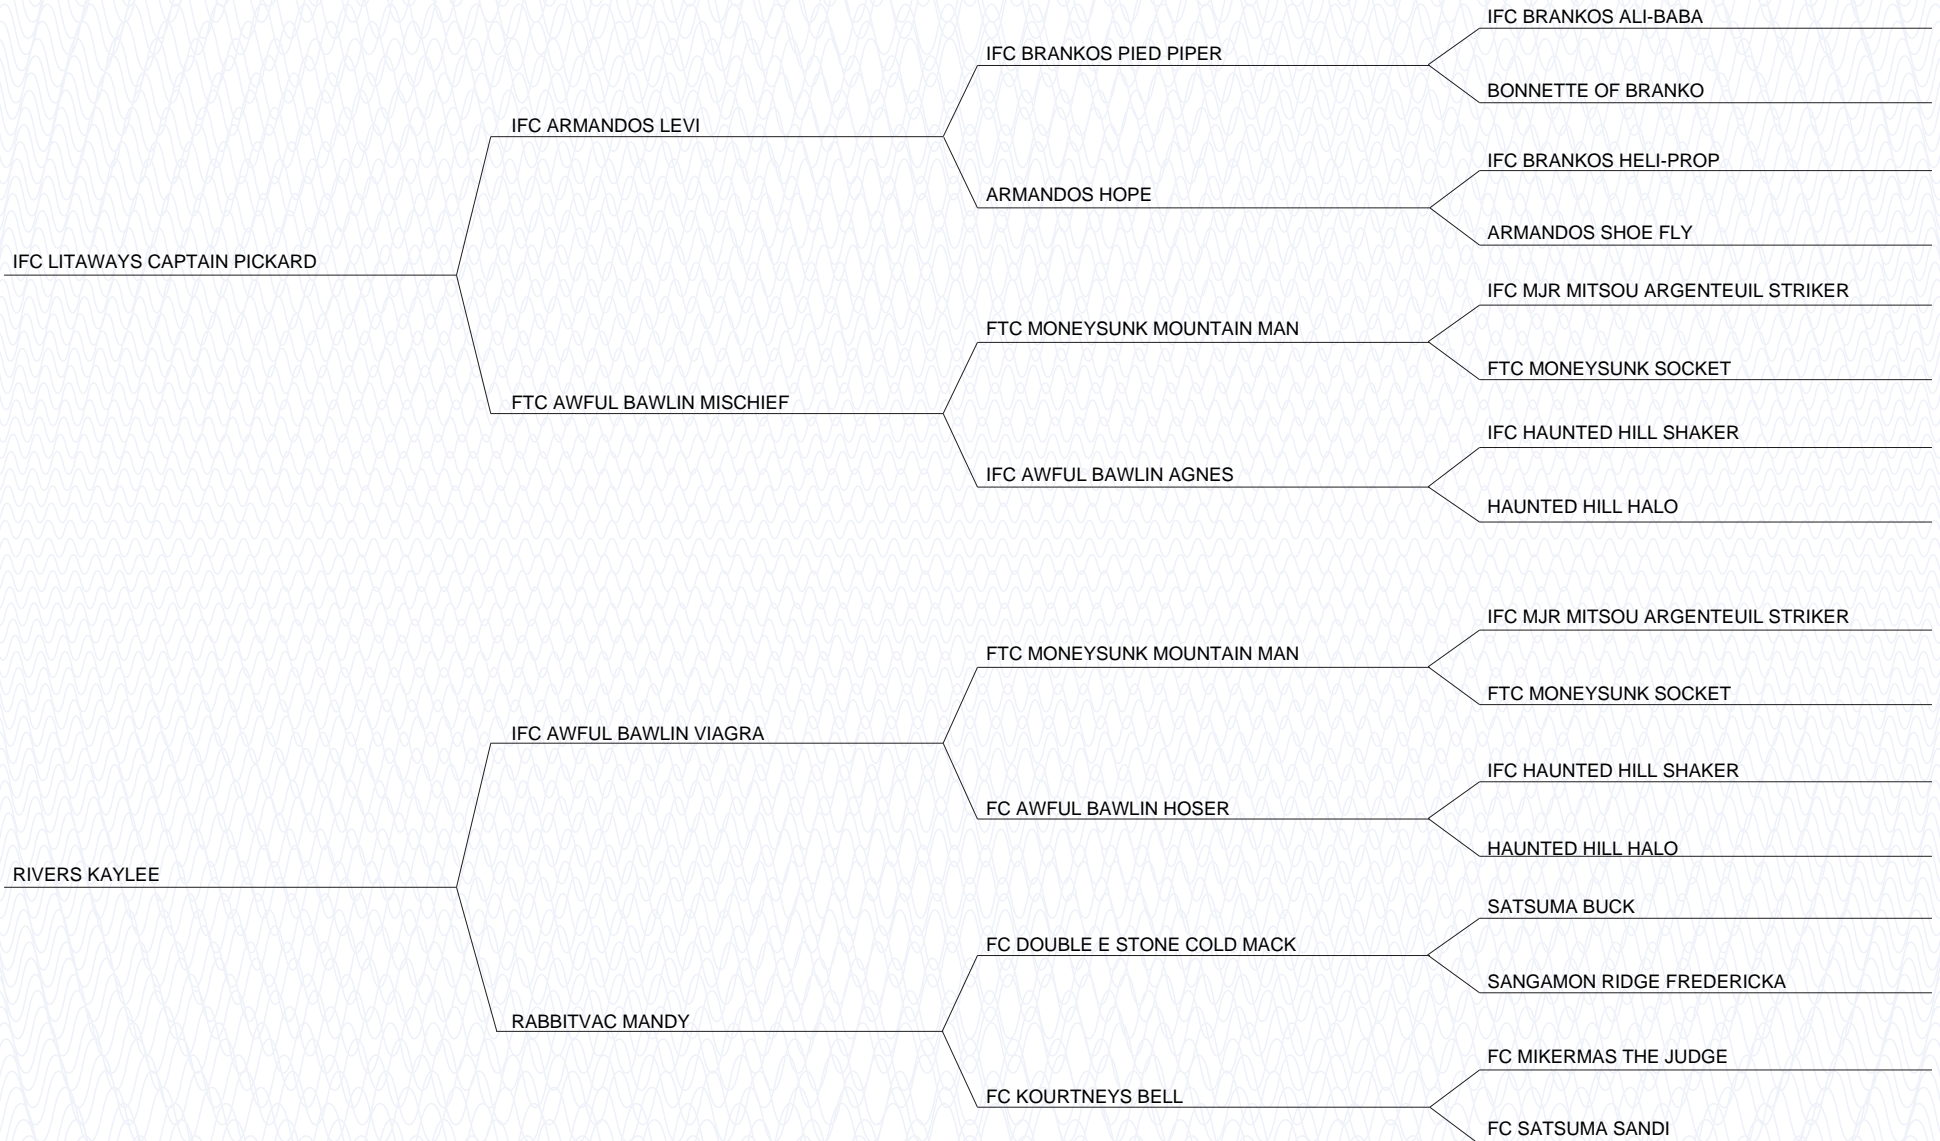 IFC BRANKOS ALI-BABA
IFC BRANKOS PIED PIPER
BONNETTE OF BRANKO
IFC ARMANDOS LEVI
IFC BRANKOS HELI-PROP
ARMANDOS HOPE
ARMANDOS SHOE FLY
IFC LITAWAYS CAPTAIN PICKARD
IFC MJR MITSOU ARGENTEUIL STRIKER
FTC MONEYSUNK MOUNTAIN MAN
FTC MONEYSUNK SOCKET
FTC AWFUL BAWLIN MISCHIEF
IFC HAUNTED HILL SHAKER
IFC AWFUL BAWLIN AGNES
HAUNTED HILL HALO
IFC MJR MITSOU ARGENTEUIL STRIKER
FTC MONEYSUNK MOUNTAIN MAN
FTC MONEYSUNK SOCKET
IFC AWFUL BAWLIN VIAGRA
IFC HAUNTED HILL SHAKER
FC AWFUL BAWLIN HOSER
HAUNTED HILL HALO
RIVERS KAYLEE
SATSUMA BUCK
FC DOUBLE E STONE COLD MACK
SANGAMON RIDGE FREDERICKA
RABBITVAC MANDY
FC MIKERMAS THE JUDGE
FC KOURTNEYS BELL
FC SATSUMA SANDI